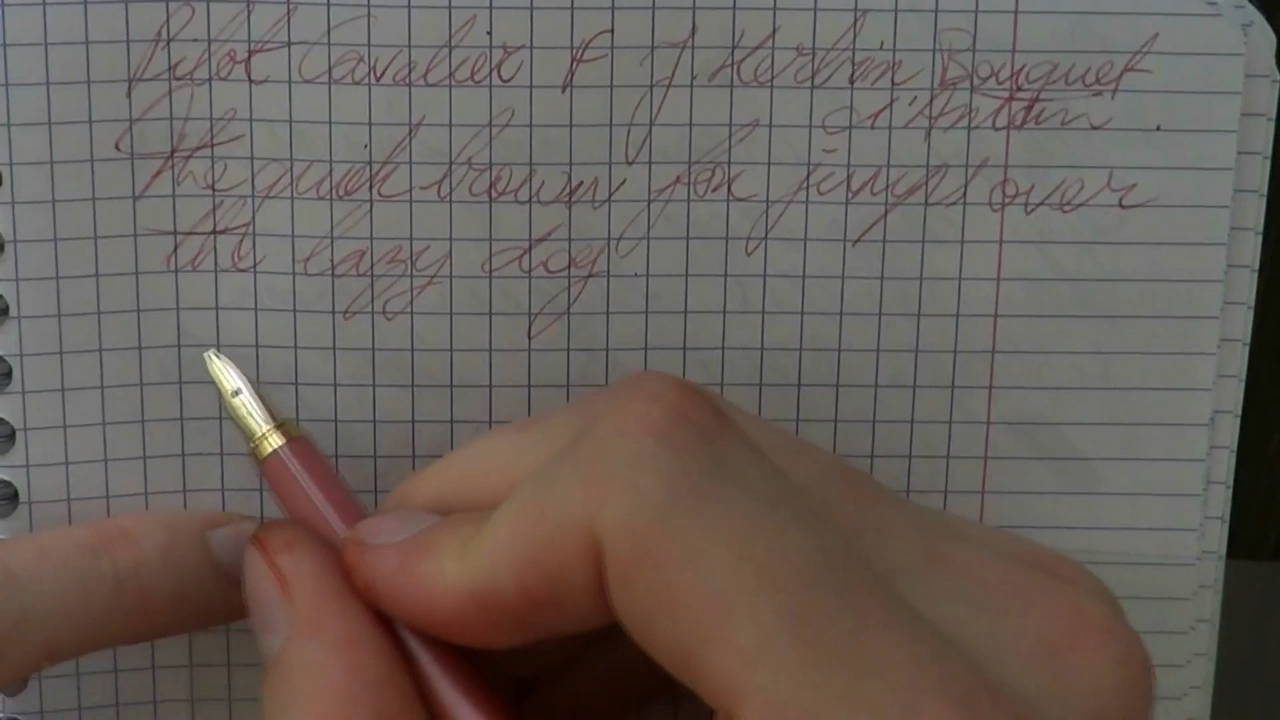 Pilot Cavalier F J. Herbin Bouquet
d'Antan.
The quick brown fox jumps over
the lazy dog.